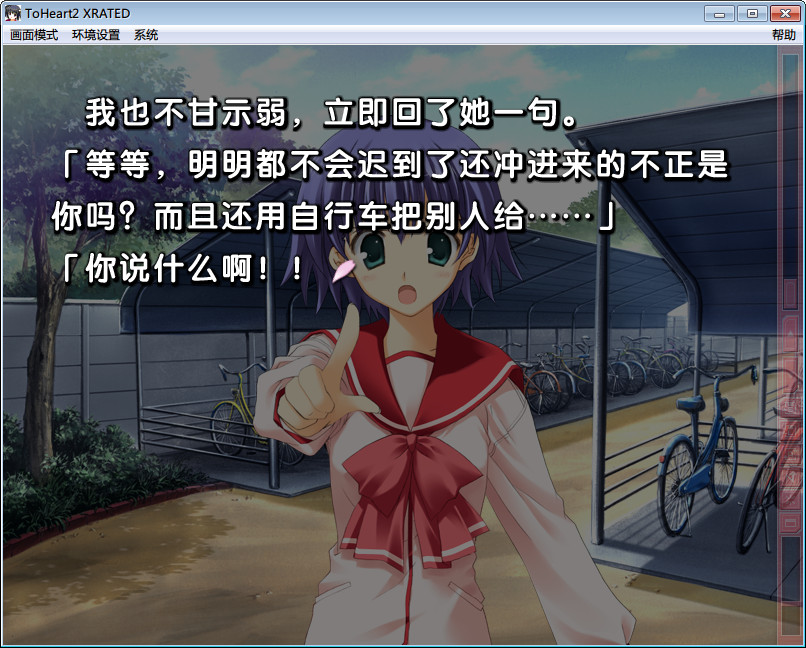 ToHeart2 XRATED
画面模式 环境设置 系统 帮助
我也不甘示弱，立即回了她一句。
「等等，明明都不会迟到了还冲进来的不正是
你吗？而且还用自行车把别人给……」
「你说什么啊！！